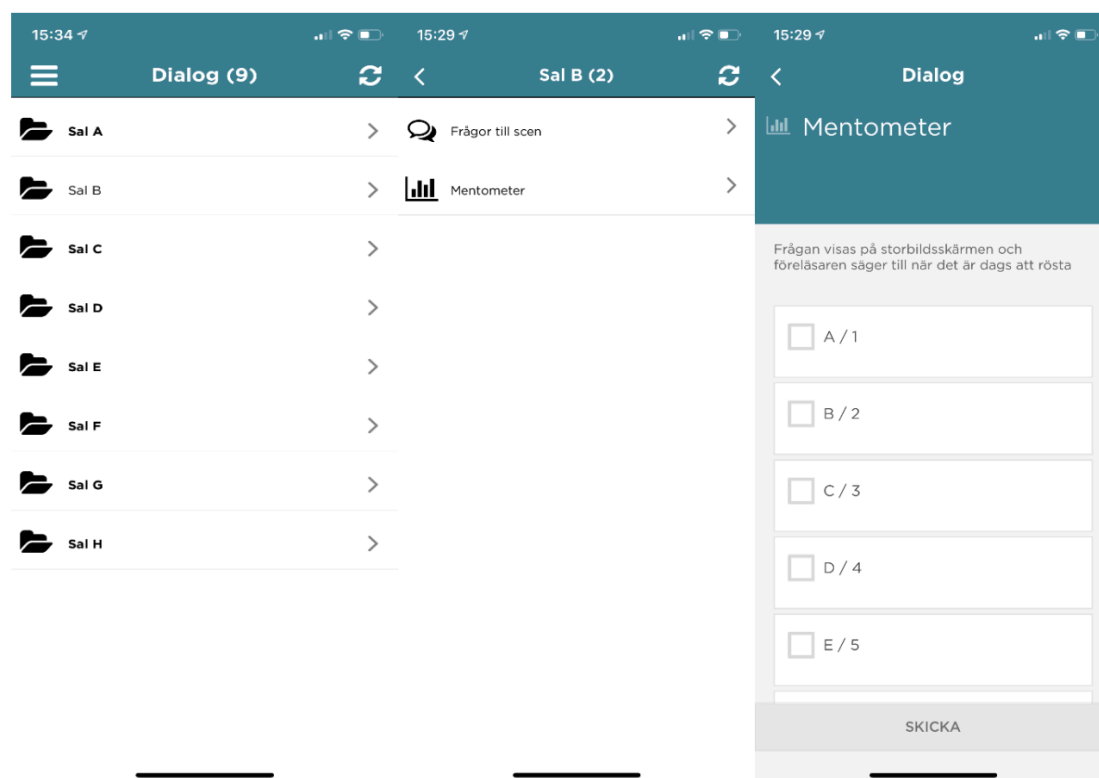 15:34
Dialog (9)
Sal A
Sal B
Sal C
Sal D
Sal E
Sal F
Sal G
Sal H
15:29
Sal B (2)
Frågor till scen
Mentometer
15:29
Dialog
Mentometer
Frågan visas på storbildsskärmen och
föreläsaren säger till när det är dags att rösta
A / 1
B / 2
C / 3
D / 4
E / 5
SKICKA